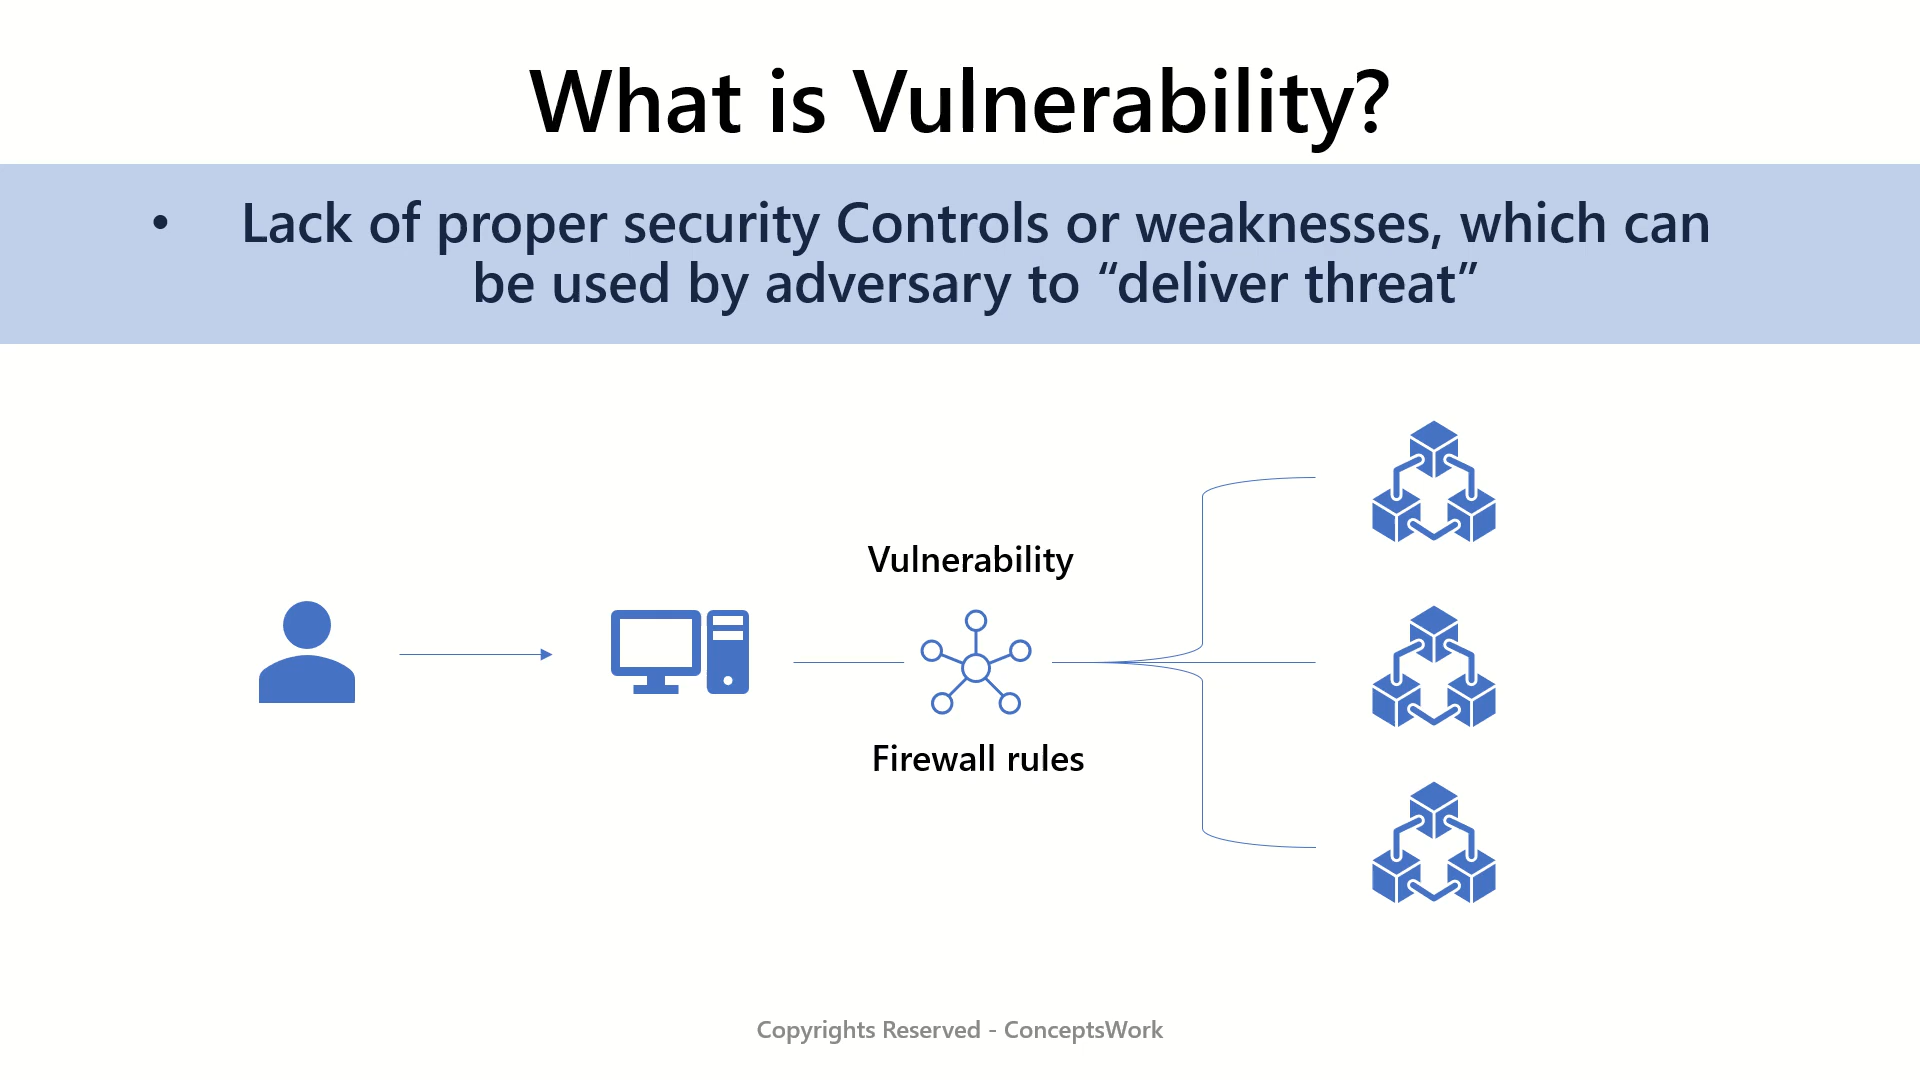 What is Vulnerability?
• Lack of proper security Controls or weaknesses, which can
be used by adversary to “deliver threat”
Vulnerability
Firewall rules
Copyrights Reserved - ConceptsWork